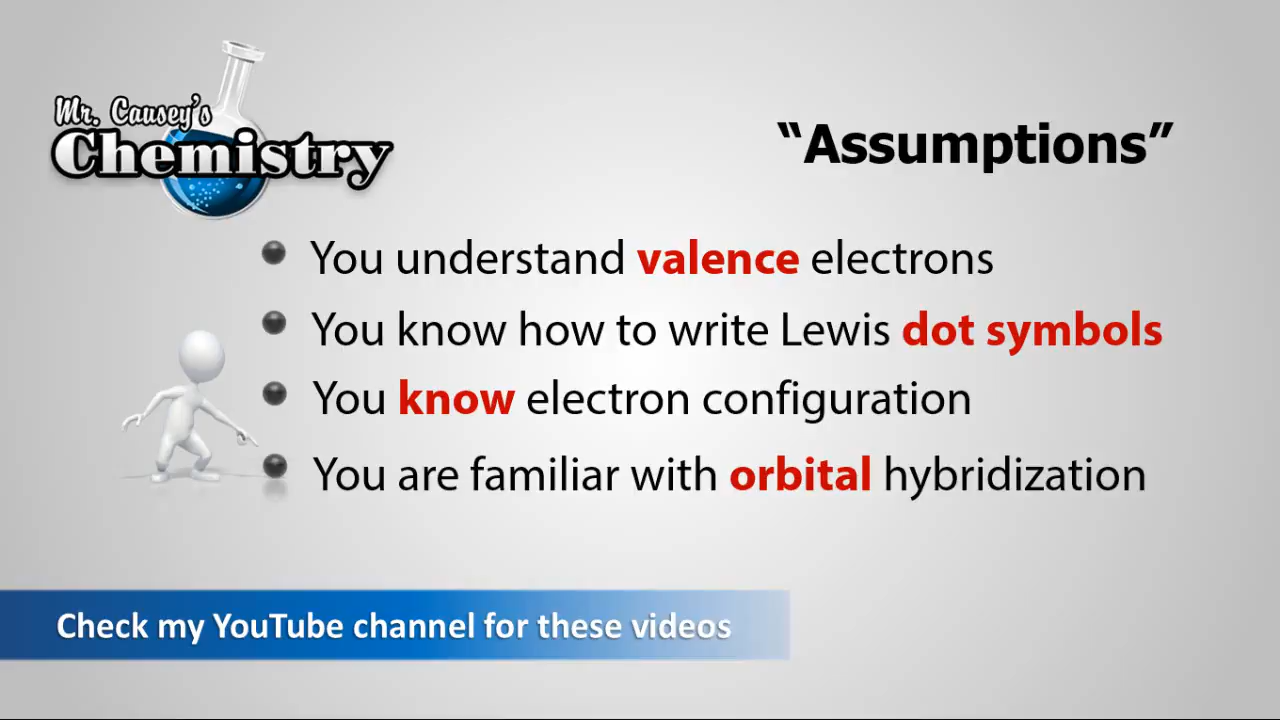 Mr. Causey's
Chemistry
“Assumptions”
You understand valence electrons
You know how to write Lewis dot symbols
You know electron configuration
You are familiar with orbital hybridization
Check my YouTube channel for these videos